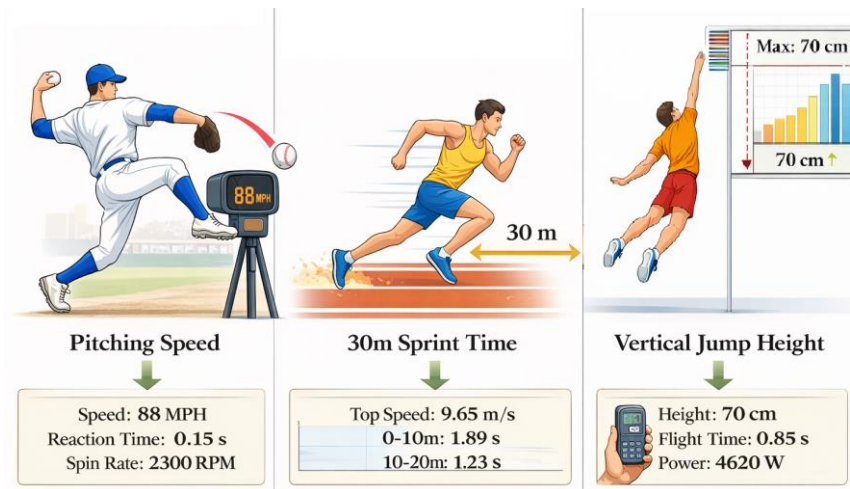 88 MPH
30 m
Max: 70 cm
70 cm ↑
Pitching Speed
Speed: 88 MPH
Reaction Time: 0.15 s
Spin Rate: 2300 RPM
30m Sprint Time
Top Speed: 9.65 m/s
0-10m: 1.89 s
10-20m: 1.23 s
Vertical Jump Height
Height: 70 cm
Flight Time: 0.85 s
Power: 4620 W